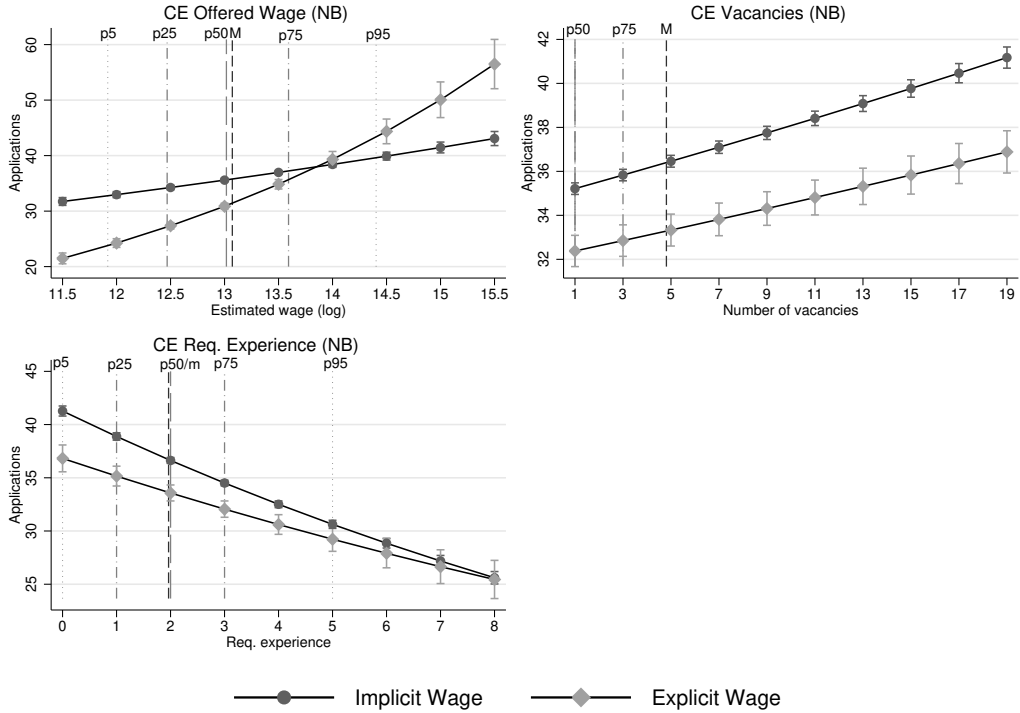 CE Offered Wage (NB)
p5 p25 p50 M p75 p95
Applications
60
50
40
30
20
11.5 12 12.5 13 13.5 14 14.5 15 15.5
Estimated wage (log)
CE Vacancies (NB)
p50 p75 M
Applications
42
40
38
36
34
32
1 3 5 7 9 11 13 15 17 19
Number of vacancies
CE Req. Experience (NB)
p5 p25 p50/m p75 p95
Applications
45
40
35
30
25
0 1 2 3 4 5 6 7 8
Req. experience
Implicit Wage Explicit Wage